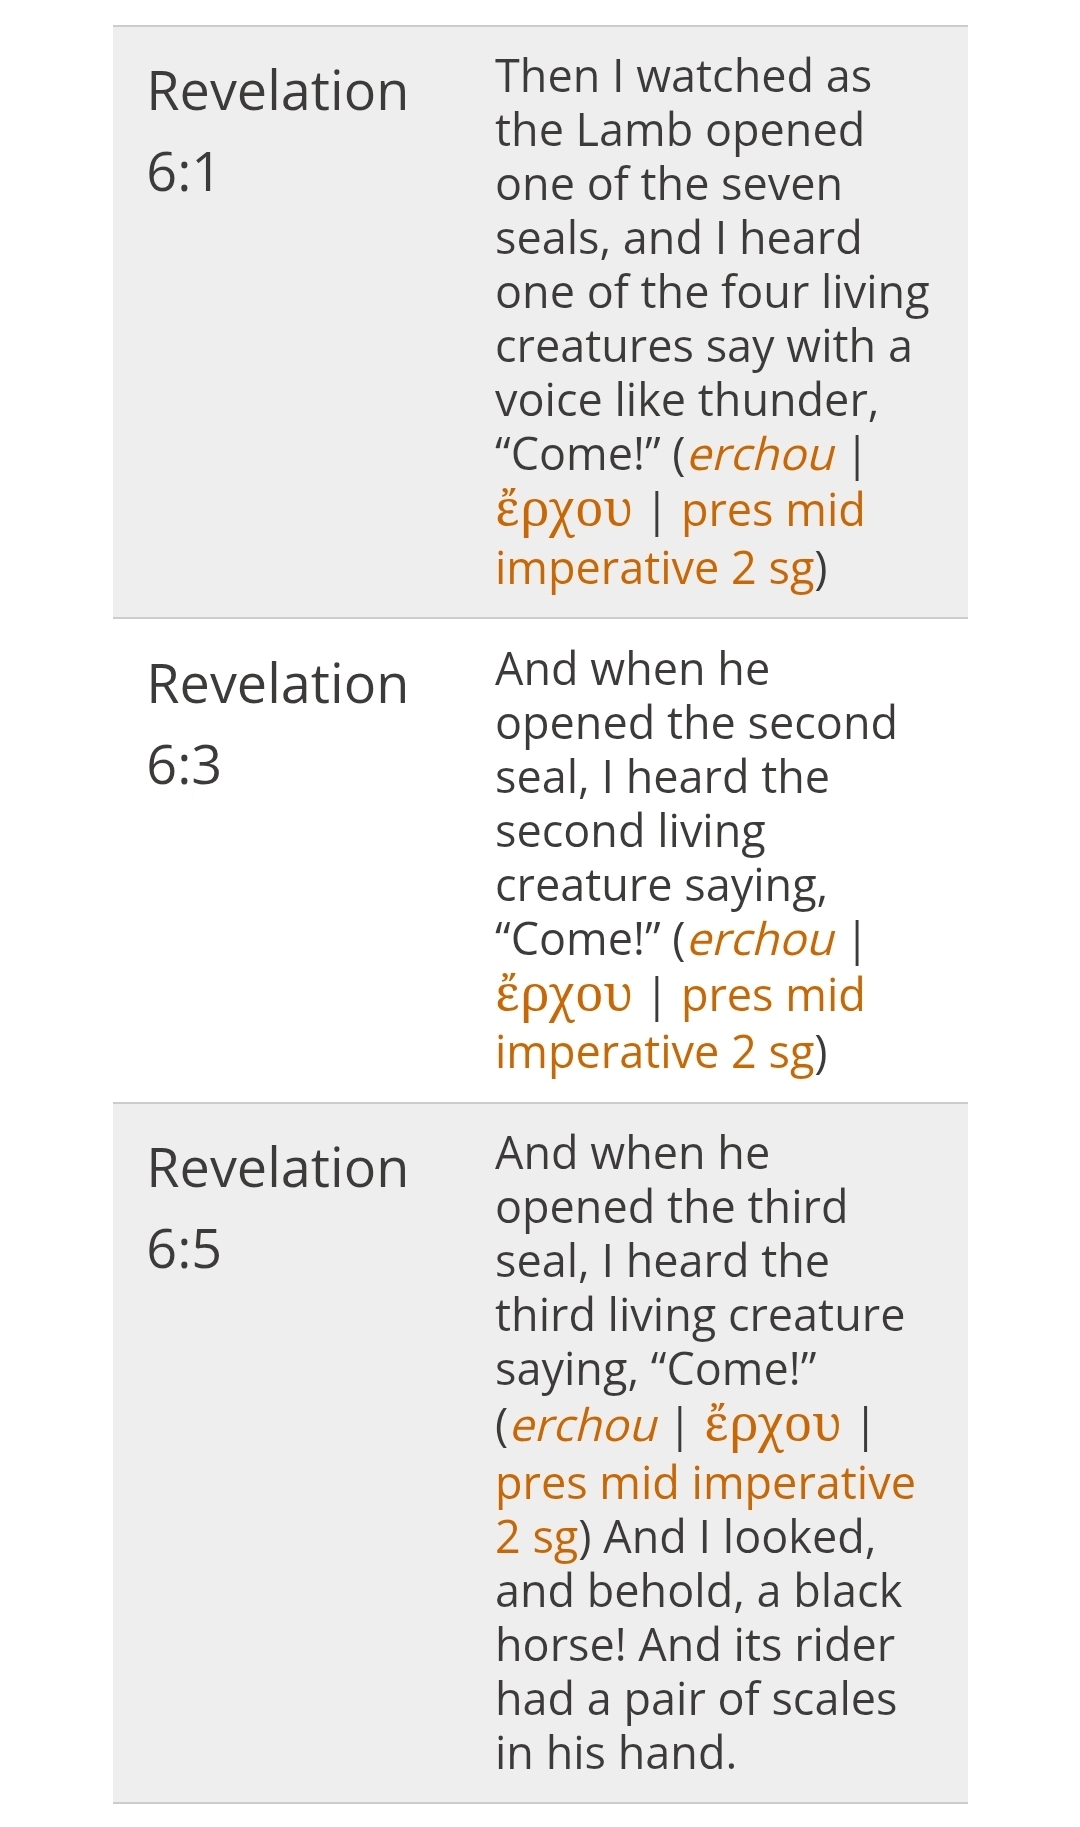 Revelation
6:1
Then I watched as
the Lamb opened
one of the seven
seals, and I heard
one of the four living
creatures say with a
voice like thunder,
“Come!” (erchou |
ἔρχου | pres mid
imperative 2 sg)
Revelation
6:3
And when he
opened the second
seal, I heard the
second living
creature saying,
“Come!” (erchou |
ἔρχου | pres mid
imperative 2 sg)
Revelation
6:5
And when he
opened the third
seal, I heard the
third living creature
saying, “Come!”
(erchou | ἔρχου |
pres mid imperative
2 sg) And I looked,
and behold, a black
horse! And its rider
had a pair of scales
in his hand.